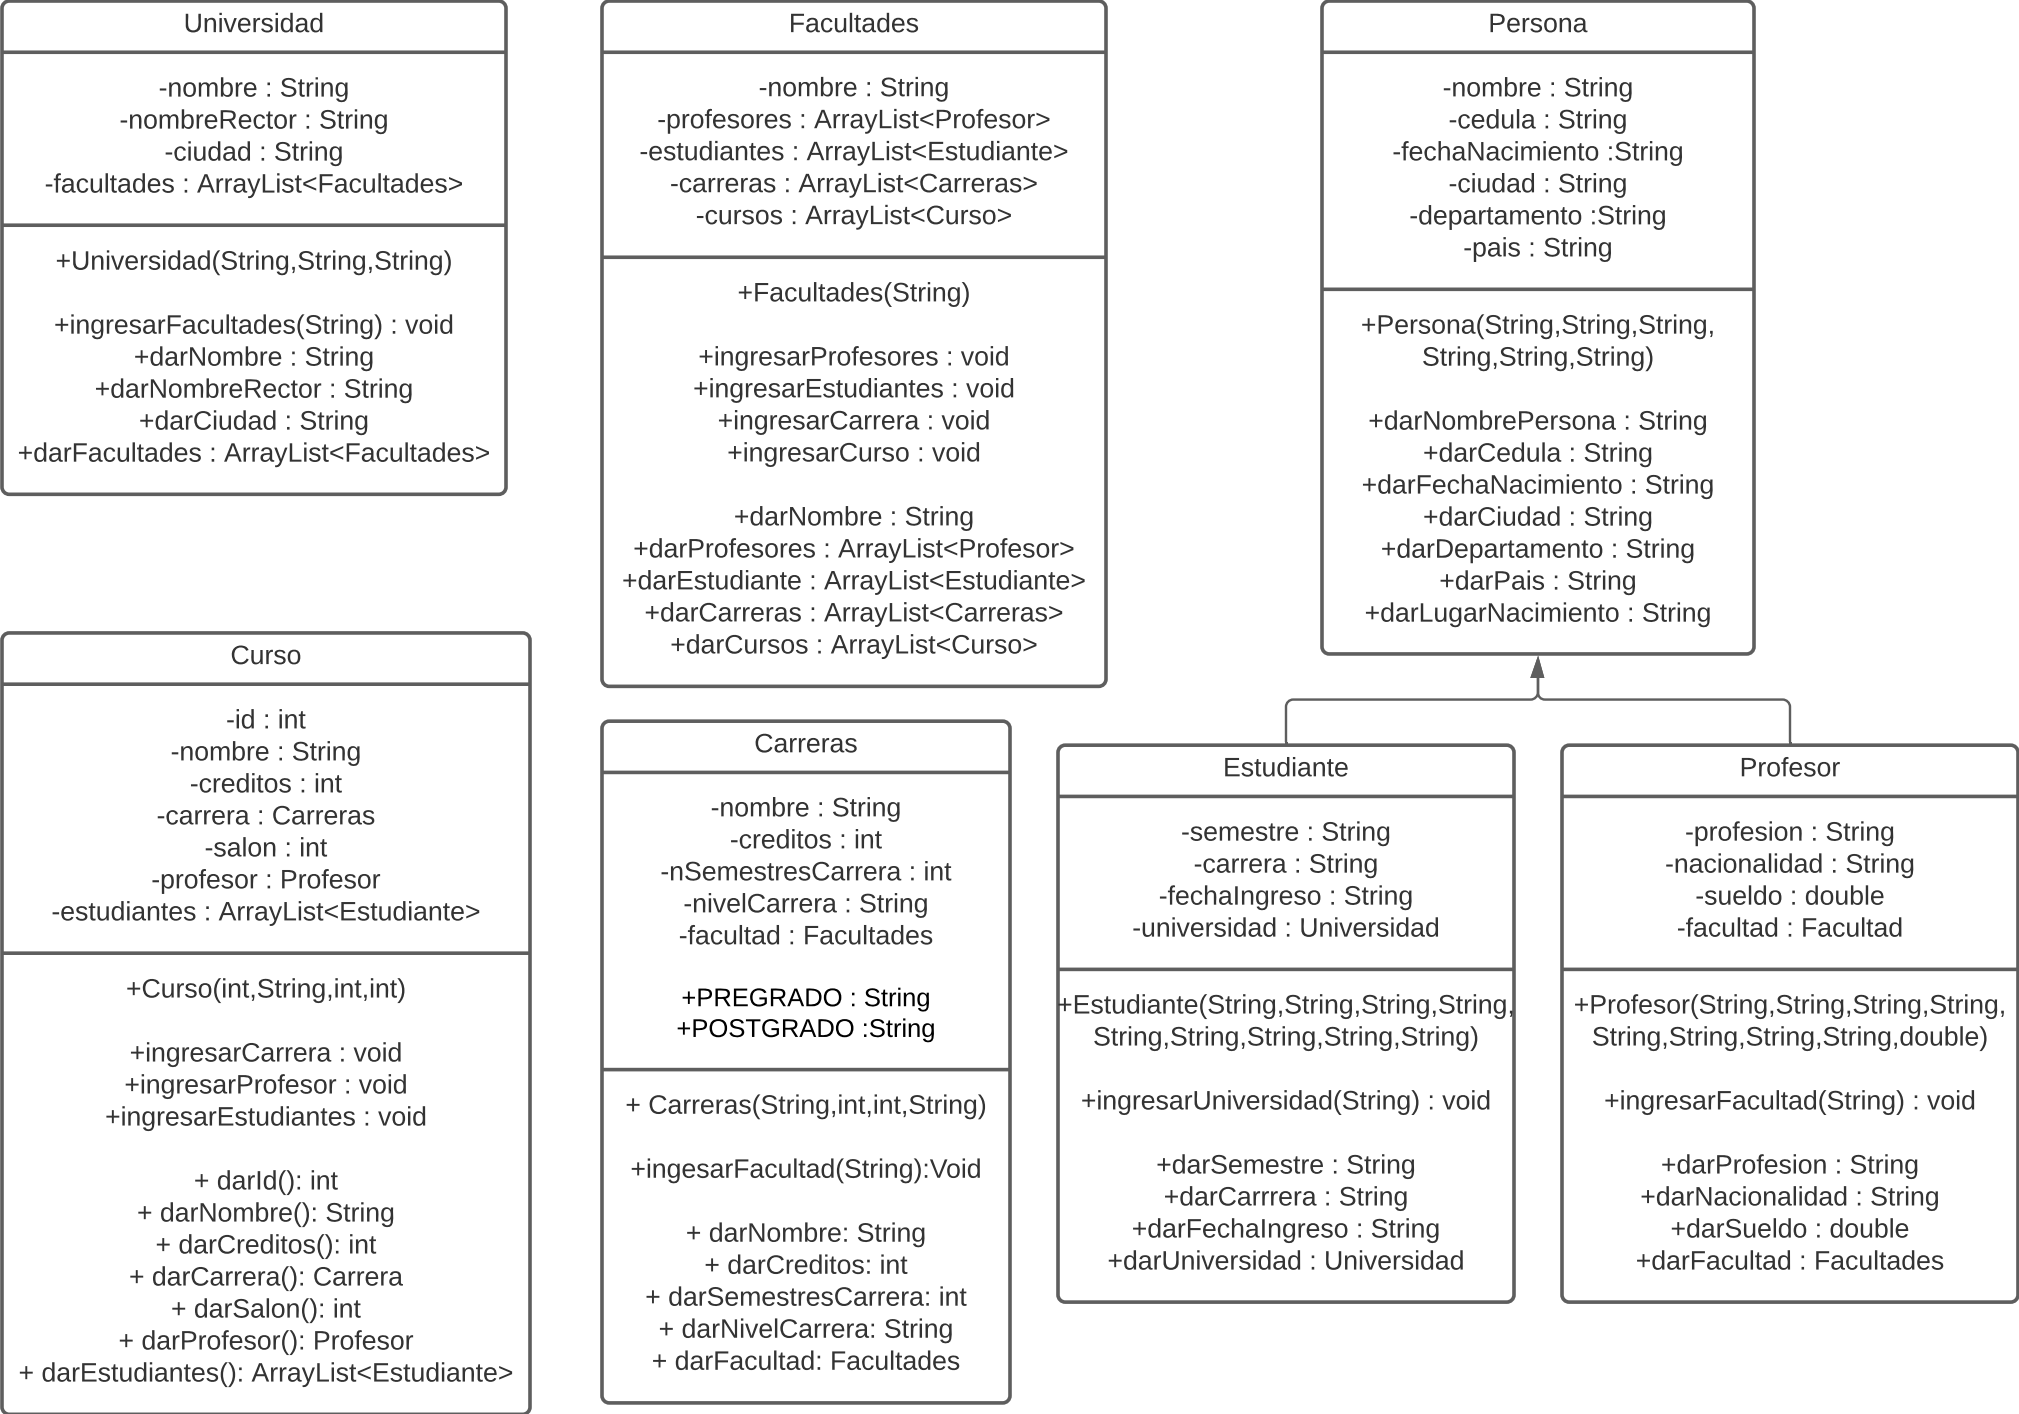 Universidad
-nombre : String
-nombreRector : String
-ciudad : String
-facultades : ArrayList<Facultades>
+Universidad(String,String,String)
+ingresarFacultades(String) : void
+darNombre : String
+darNombreRector : String
+darCiudad : String
+darFacultades : ArrayList<Facultades>
Facultades
-nombre : String
-profesores : ArrayList<Profesor>
-estudiantes : ArrayList<Estudiante>
-carreras : ArrayList<Carreras>
-cursos : ArrayList<Curso>
+Facultades(String)
+ingresarProfesores : void
+ingresarEstudiantes : void
+ingresarCarrera : void
+ingresarCurso : void
+darNombre : String
+darProfesores : ArrayList<Profesor>
+darEstudiante : ArrayList<Estudiante>
+darCarreras : ArrayList<Carreras>
+darCursos : ArrayList<Curso>
Persona
-nombre : String
-cedula : String
-fechaNacimiento :String
-ciudad : String
-departamento :String
-pais : String
+Persona(String,String,String,
String,String,String)
+darNombrePersona : String
+darCedula : String
+darFechaNacimiento : String
+darCiudad : String
+darDepartamento : String
+darPais : String
+darLugarNacimiento : String
Curso
-id : int
-nombre : String
-creditos : int
-carrera : Carreras
-salon : int
-profesor : Profesor
-estudiantes : ArrayList<Estudiante>
+Curso(int,String,int,int)
+ingresarCarrera : void
+ingresarProfesor : void
+ingresarEstudiantes : void
+ darId(): int
+ darNombre(): String
+ darCreditos(): int
+ darCarrera(): Carrera
+ darSalon(): int
+ darProfesor(): Profesor
+ darEstudiantes(): ArrayList<Estudiante>
Carreras
-nombre : String
-creditos : int
-nSemestresCarrera : int
-nivelCarrera : String
-facultad : Facultades
+PREGRADO : String
+POSTGRADO :String
+ Carreras(String,int,int,String)
+ingesarFacultad(String):Void
+ darNombre: String
+ darCreditos: int
+ darSemestresCarrera: int
+ darNivelCarrera: String
+ darFacultad: Facultades
Estudiante
-semestre : String
-carrera : String
-fechaIngreso : String
-universidad : Universidad
+Estudiante(String,String,String,String,
String,String,String,String,String)
+ingresarUniversidad(String) : void
+darSemestre : String
+darCarrrera : String
+darFechaIngreso : String
+darUniversidad : Universidad
Profesor
-profesion : String
-nacionalidad : String
-sueldo : double
-facultad : Facultad
+Profesor(String,String,String,String,
String,String,String,String,double)
+ingresarFacultad(String) : void
+darProfesion : String
+darNacionalidad : String
+darSueldo : double
+darFacultad : Facultades